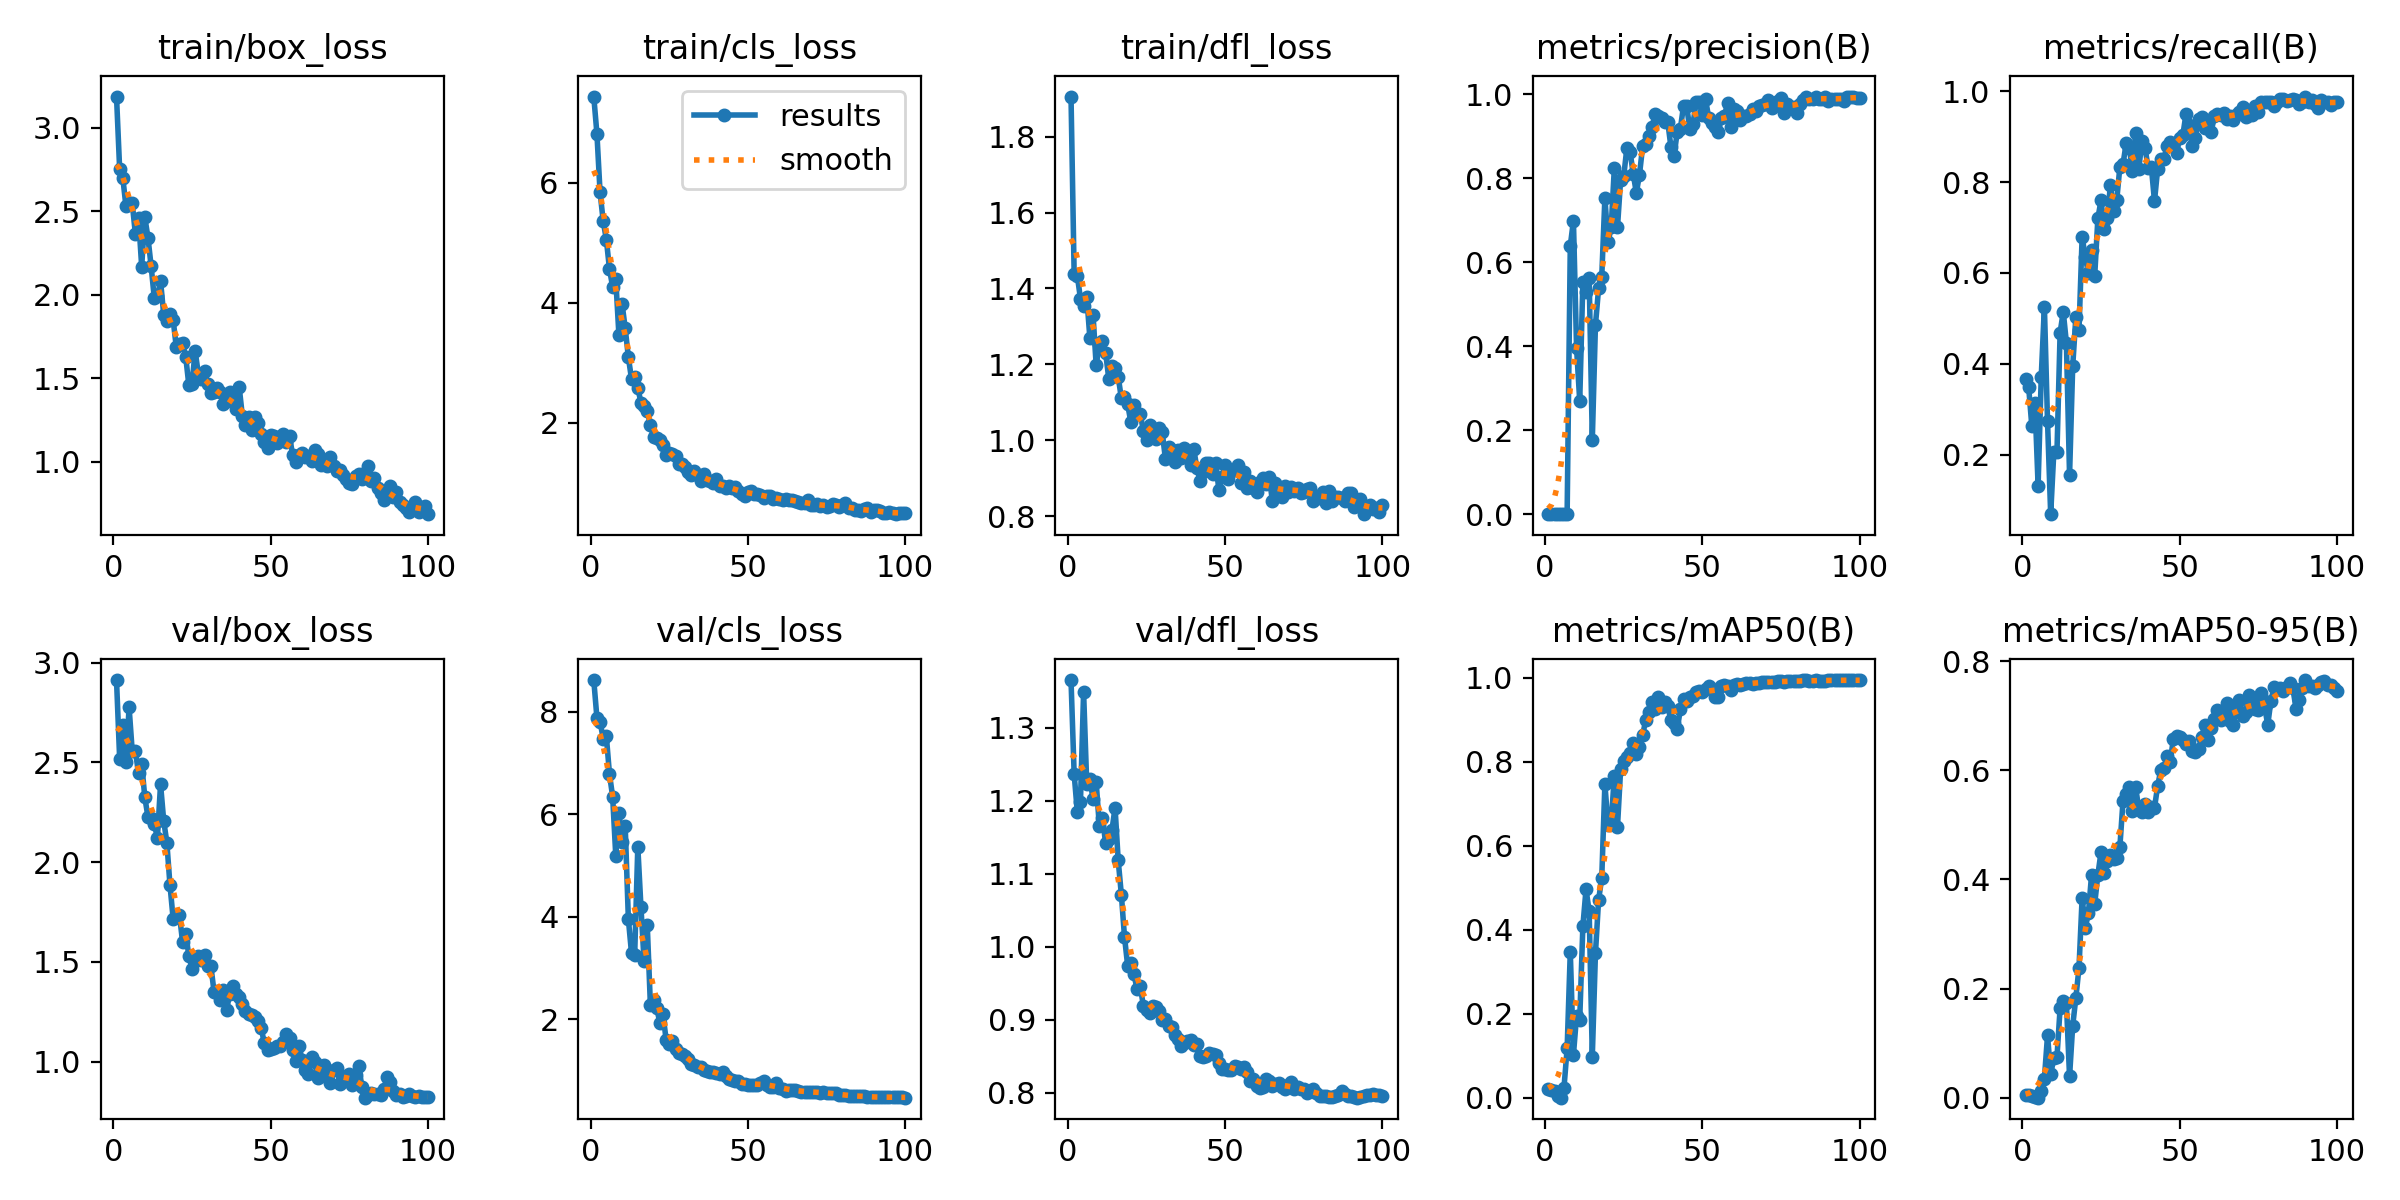 train/box_loss
3.0
2.5
2.0
1.5
1.0
0 50 100
train/cls_loss
results
smooth
6
4
2
0 50 100
train/dfl_loss
1.8
1.6
1.4
1.2
1.0
0.8
0 50 100
metrics/precision(B)
1.0
0.8
0.6
0.4
0.2
0.0
0 50 100
metrics/recall(B)
1.0
0.8
0.6
0.4
0.2
0 50 100
val/box_loss
3.0
2.5
2.0
1.5
1.0
0 50 100
val/cls_loss
8
6
4
2
0 50 100
val/dfl_loss
1.3
1.2
1.1
1.0
0.9
0.8
0 50 100
metrics/mAP50(B)
1.0
0.8
0.6
0.4
0.2
0.0
0 50 100
metrics/mAP50-95(B)
0.8
0.6
0.4
0.2
0.0
0 50 100